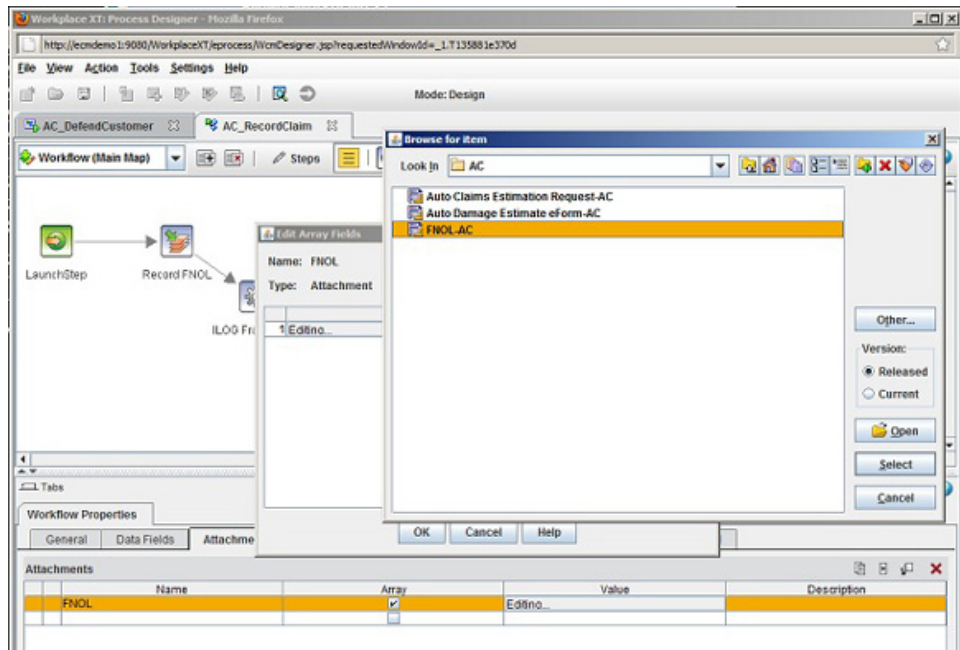 Workplace XT: Process Designer - Mozilla Firefox
http://ecmdemo1:9080/WorkplaceXT/eprocess/WcmDesigner.jsp?requestedWindowId=_1.T135881e370d
File View Action Tools Settings Help
Mode: Design
AC_DefendCustomer
AC_RecordClaim
Workflow (Main Map)
Steps
Browse for item
Look In AC
Auto Claims Estimation Request-AC
Auto Damage Estimate eForm-AC
FNOL-AC
Other...
Version:
Released
Current
Open
Select
Cancel
Edit Array Fields
Name: FNOL
Type: Attachment
1 Editing...
OK Cancel Help
LaunchStep
Record FNOL
ILOG Fr
Tabs
Workflow Properties
General Data Fields Attachme
Attachments
Name Array Value Description
FNOL Editing...